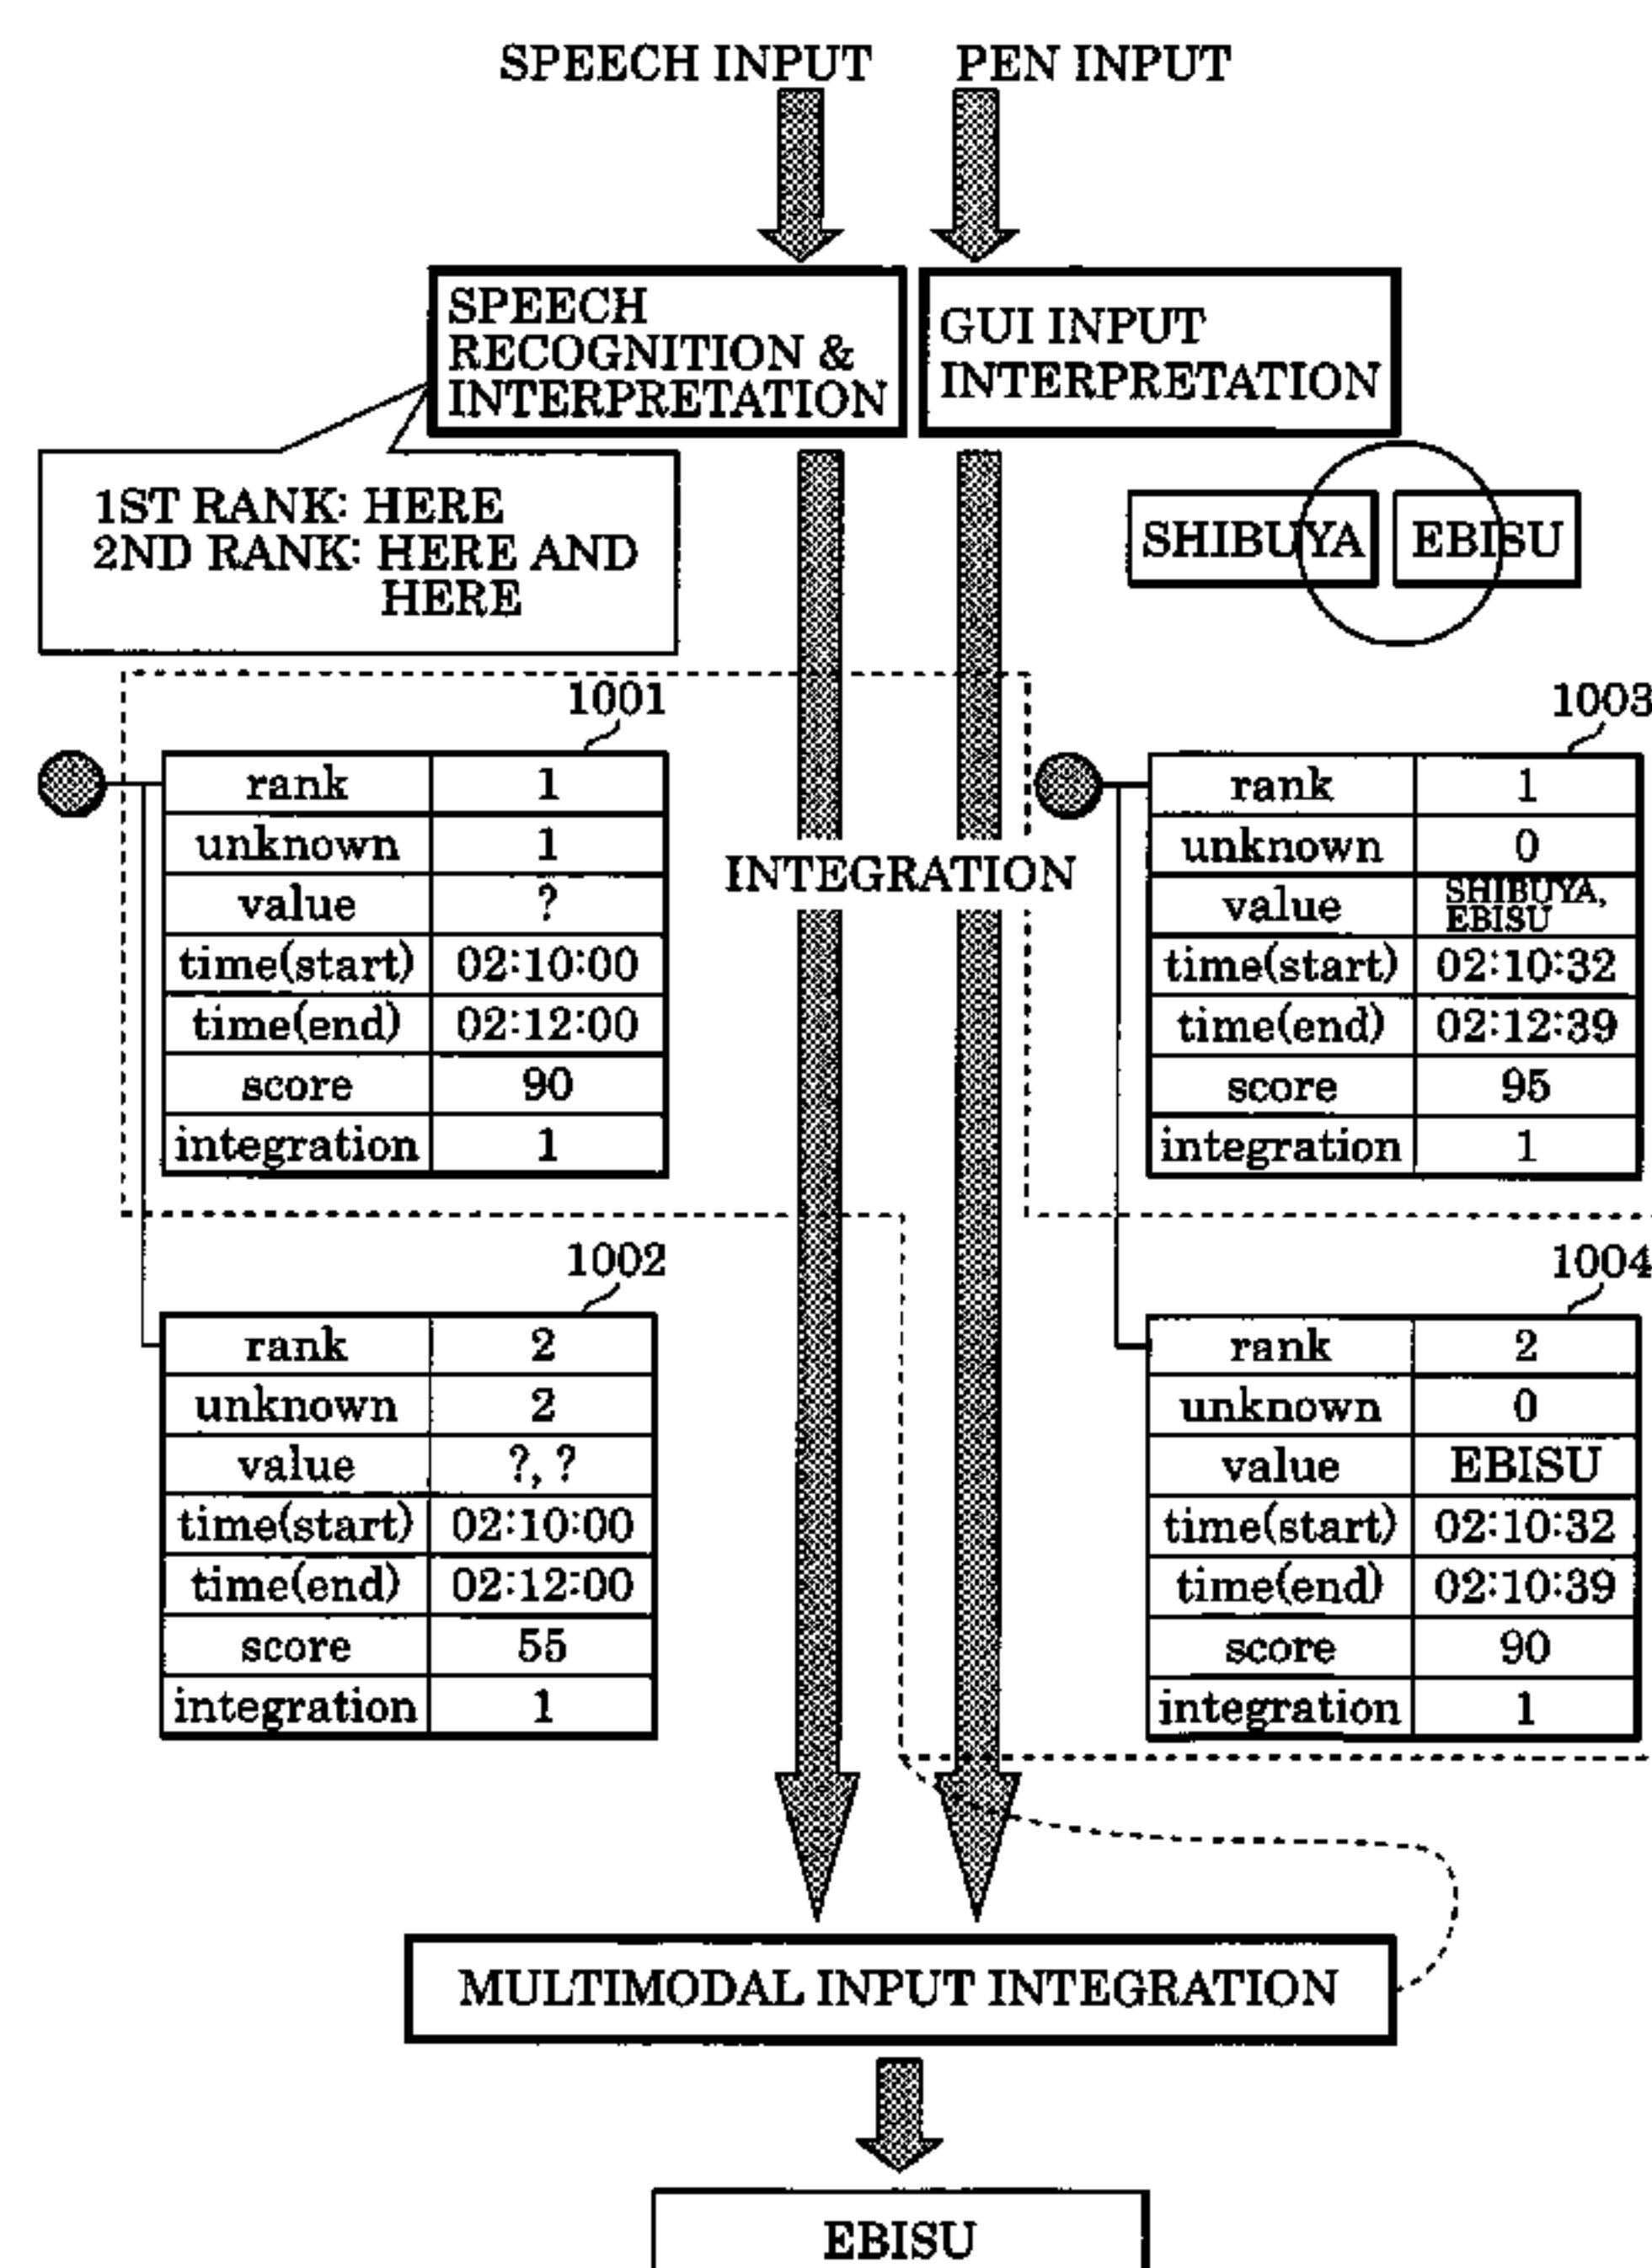 SPEECH INPUT
PEN INPUT
SPEECH
RECOGNITION &
INTERPRETATION
GUI INPUT
INTERPRETATION
1ST RANK: HERE
2ND RANK: HERE AND
HERE
SHIBUYA
EBISU
1001
rank 1
unknown 1
value ?
time(start) 02:10:00
time(end) 02:12:00
score 90
integration 1
INTEGRATION
1003
rank 1
unknown 0
value SHIBUYA,
EBISU
time(start) 02:10:32
time(end) 02:12:39
score 95
integration 1
1002
rank 2
unknown 2
value ?, ?
time(start) 02:10:00
time(end) 02:12:00
score 55
integration 1
1004
rank 2
unknown 0
value EBISU
time(start) 02:10:32
time(end) 02:10:39
score 90
integration 1
MULTIMODAL INPUT INTEGRATION
EBISU